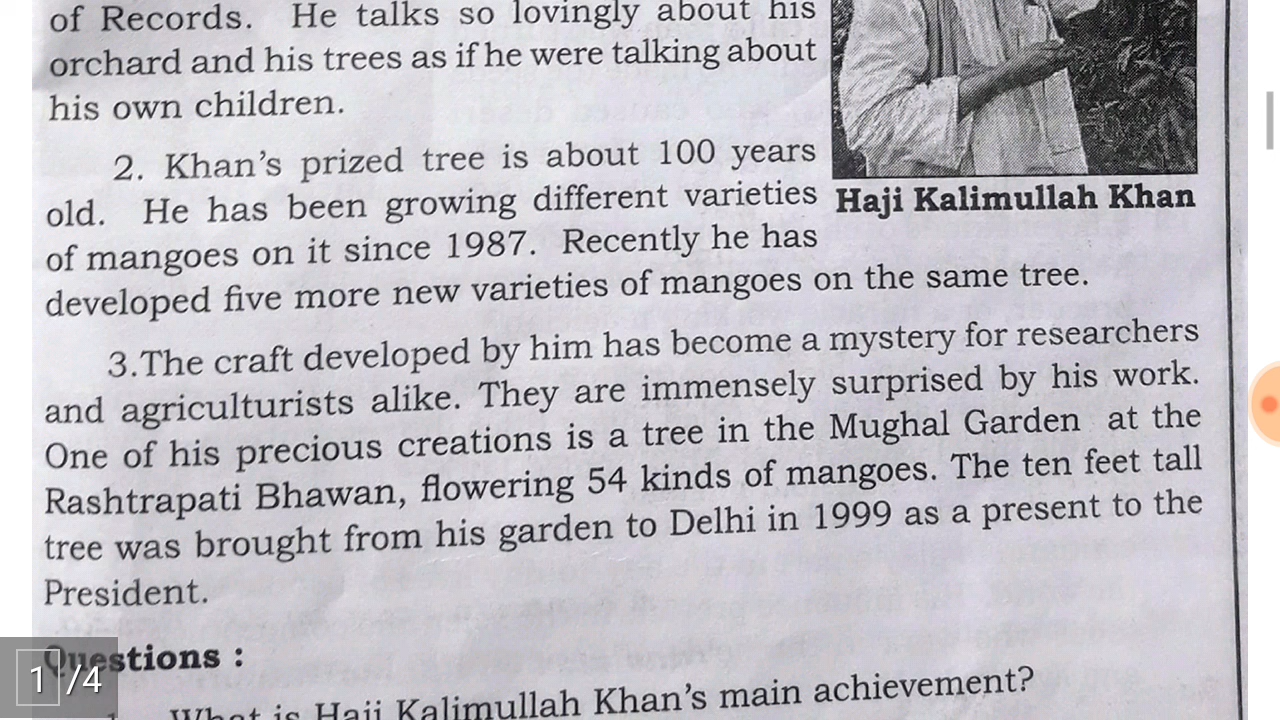 of Records. He talks so lovingly about his
orchard and his trees as if he were talking about
his own children.
2. Khan's prized tree is about 100 years
old. He has been growing different varieties
of mangoes on it since 1987. Recently he has
developed five more new varieties of mangoes on the same tree.
Haji Kalimullah Khan
3.The craft developed by him has become a mystery for researchers
and agriculturists alike. They are immensely surprised by his work.
One of his precious creations is a tree in the Mughal Garden at the
Rashtrapati Bhawan, flowering 54 kinds of mangoes. The ten feet tall
tree was brought from his garden to Delhi in 1999 as a present to the
President.
Questions :
1/4
1. What is Haji Kalimullah Khan's main achievement?